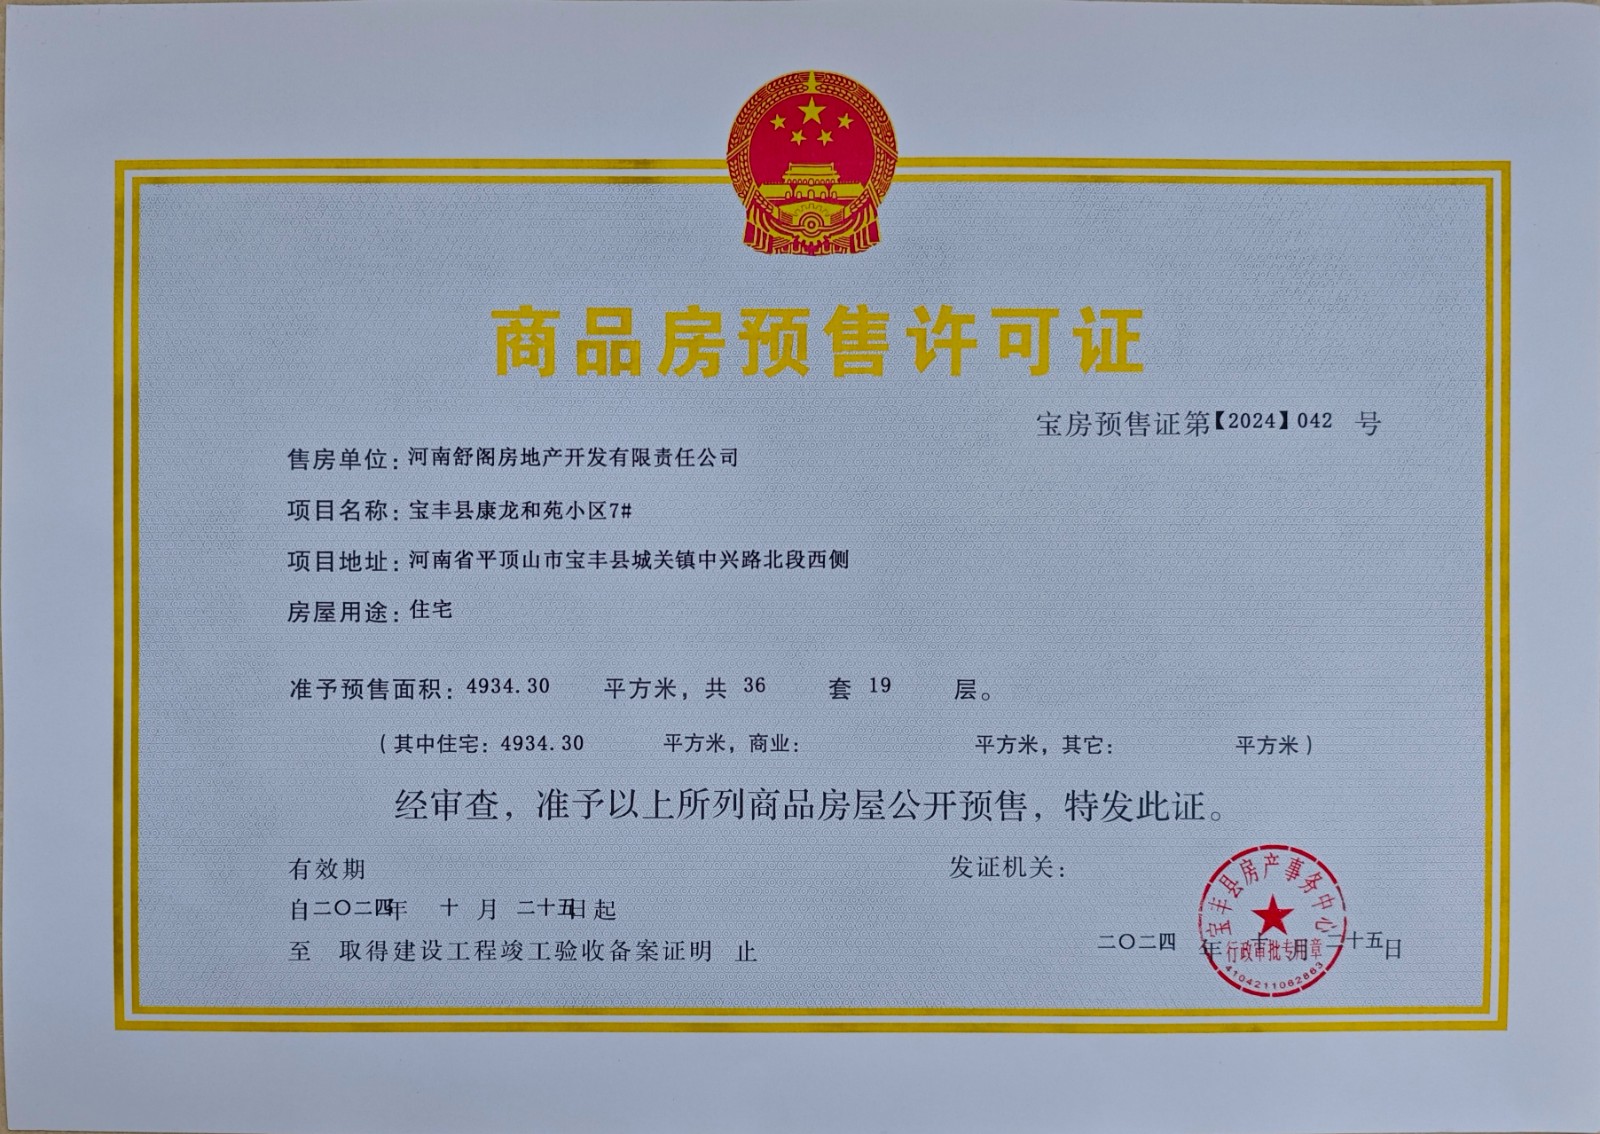 商品房预售许可证
宝房预售证第【2024】042 号
售房单位：河南舒阁房地产开发有限责任公司
项目名称：宝丰县康龙和苑小区7#
项目地址：河南省平顶山市宝丰县城关镇中兴路北段西侧
房屋用途：住宅
准予预售面积：4934.30 平方米，共 36 套 19 层。
（其中住宅：4934.30 平方米，商业： 平方米，其它： 平方米）
经审查，准予以上所列商品房屋公开预售，特发此证。
有效期
发证机关：
自二〇二四年 十 月 二十五日起
至 取得建设工程竣工验收备案证明 止
二〇二四 年 十 月 二十五日
宝丰县房产事务中心
行政审批专用章
4104211062863